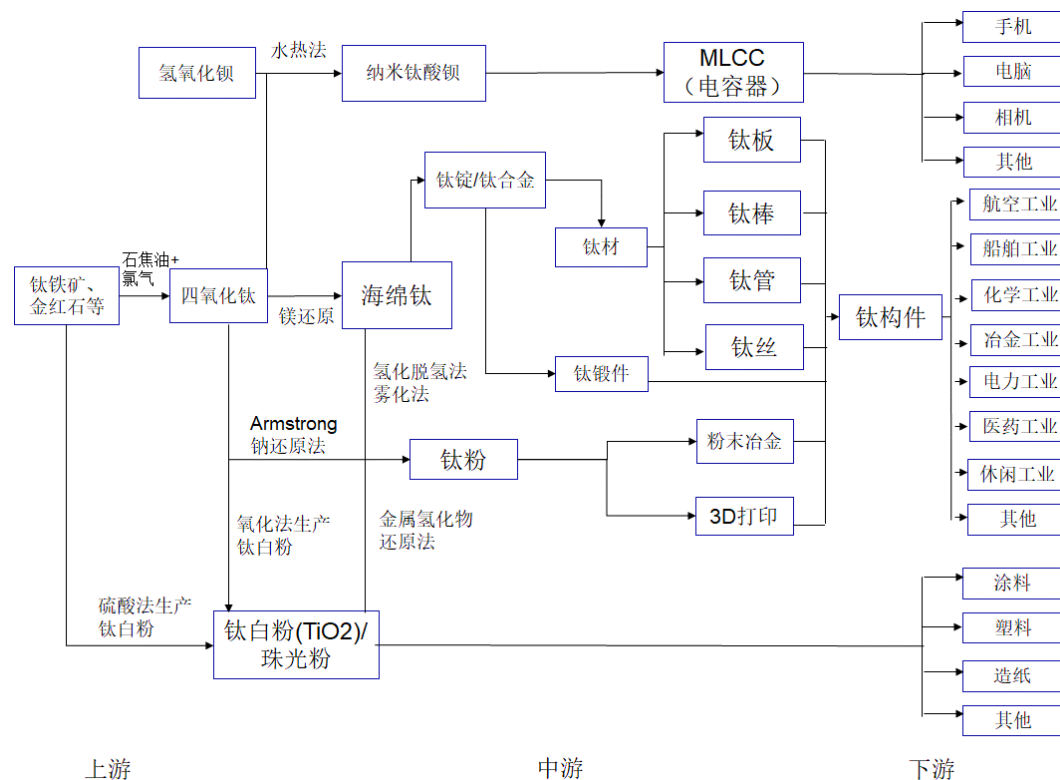 水热法
氢氧化钡
纳米钛酸钡
MLCC
（电容器）
手机
电脑
相机
其他
钛锭/钛合金
钛材
钛板
钛棒
钛管
钛丝
钛锻件
石焦油+
氯气
钛铁矿、
金红石等
四氧化钛
镁还原
海绵钛
钛构件
航空工业
船舶工业
化学工业
冶金工业
电力工业
医药工业
休闲工业
其他
氢化脱氢法
雾化法
Armstrong
钠还原法
钛粉
粉末冶金
3D打印
氧化法生产
钛白粉
金属氢化物
还原法
硫酸法生产
钛白粉
钛白粉(TiO2)/
珠光粉
涂料
塑料
造纸
其他
上游
中游
下游